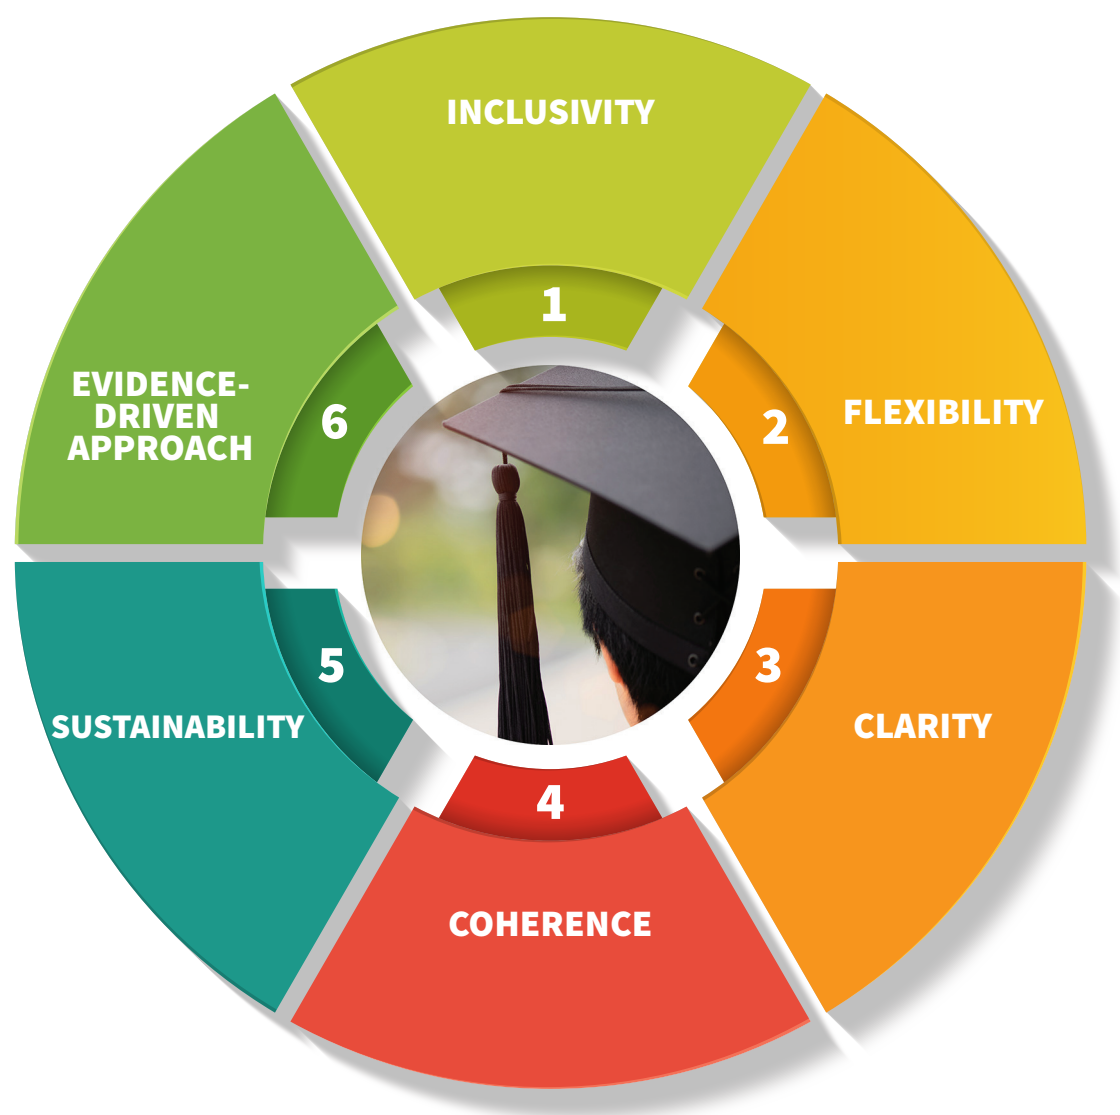 INCLUSIVITY
1
FLEXIBILITY
2
CLARITY
3
COHERENCE
4
SUSTAINABILITY
5
EVIDENCE-
DRIVEN
APPROACH
6